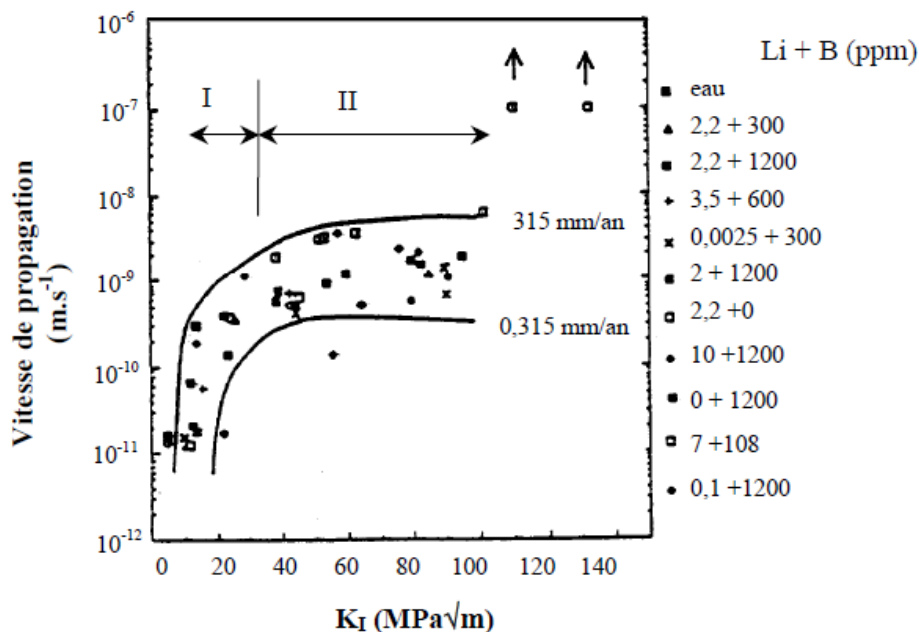 Vitesse de propagation
(m.s⁻¹)
10⁻⁶
10⁻⁷
10⁻⁸
10⁻⁹
10⁻¹⁰
10⁻¹¹
10⁻¹²
I
II
315 mm/an
0,315 mm/an
0
20
40
60
80
100
120
140
K_I (MPa√m)
Li + B (ppm)
eau
2,2 + 300
2,2 + 1200
3,5 + 600
0,0025 + 300
2 + 1200
2,2 +0
10 +1200
0 + 1200
7 +108
0,1 +1200